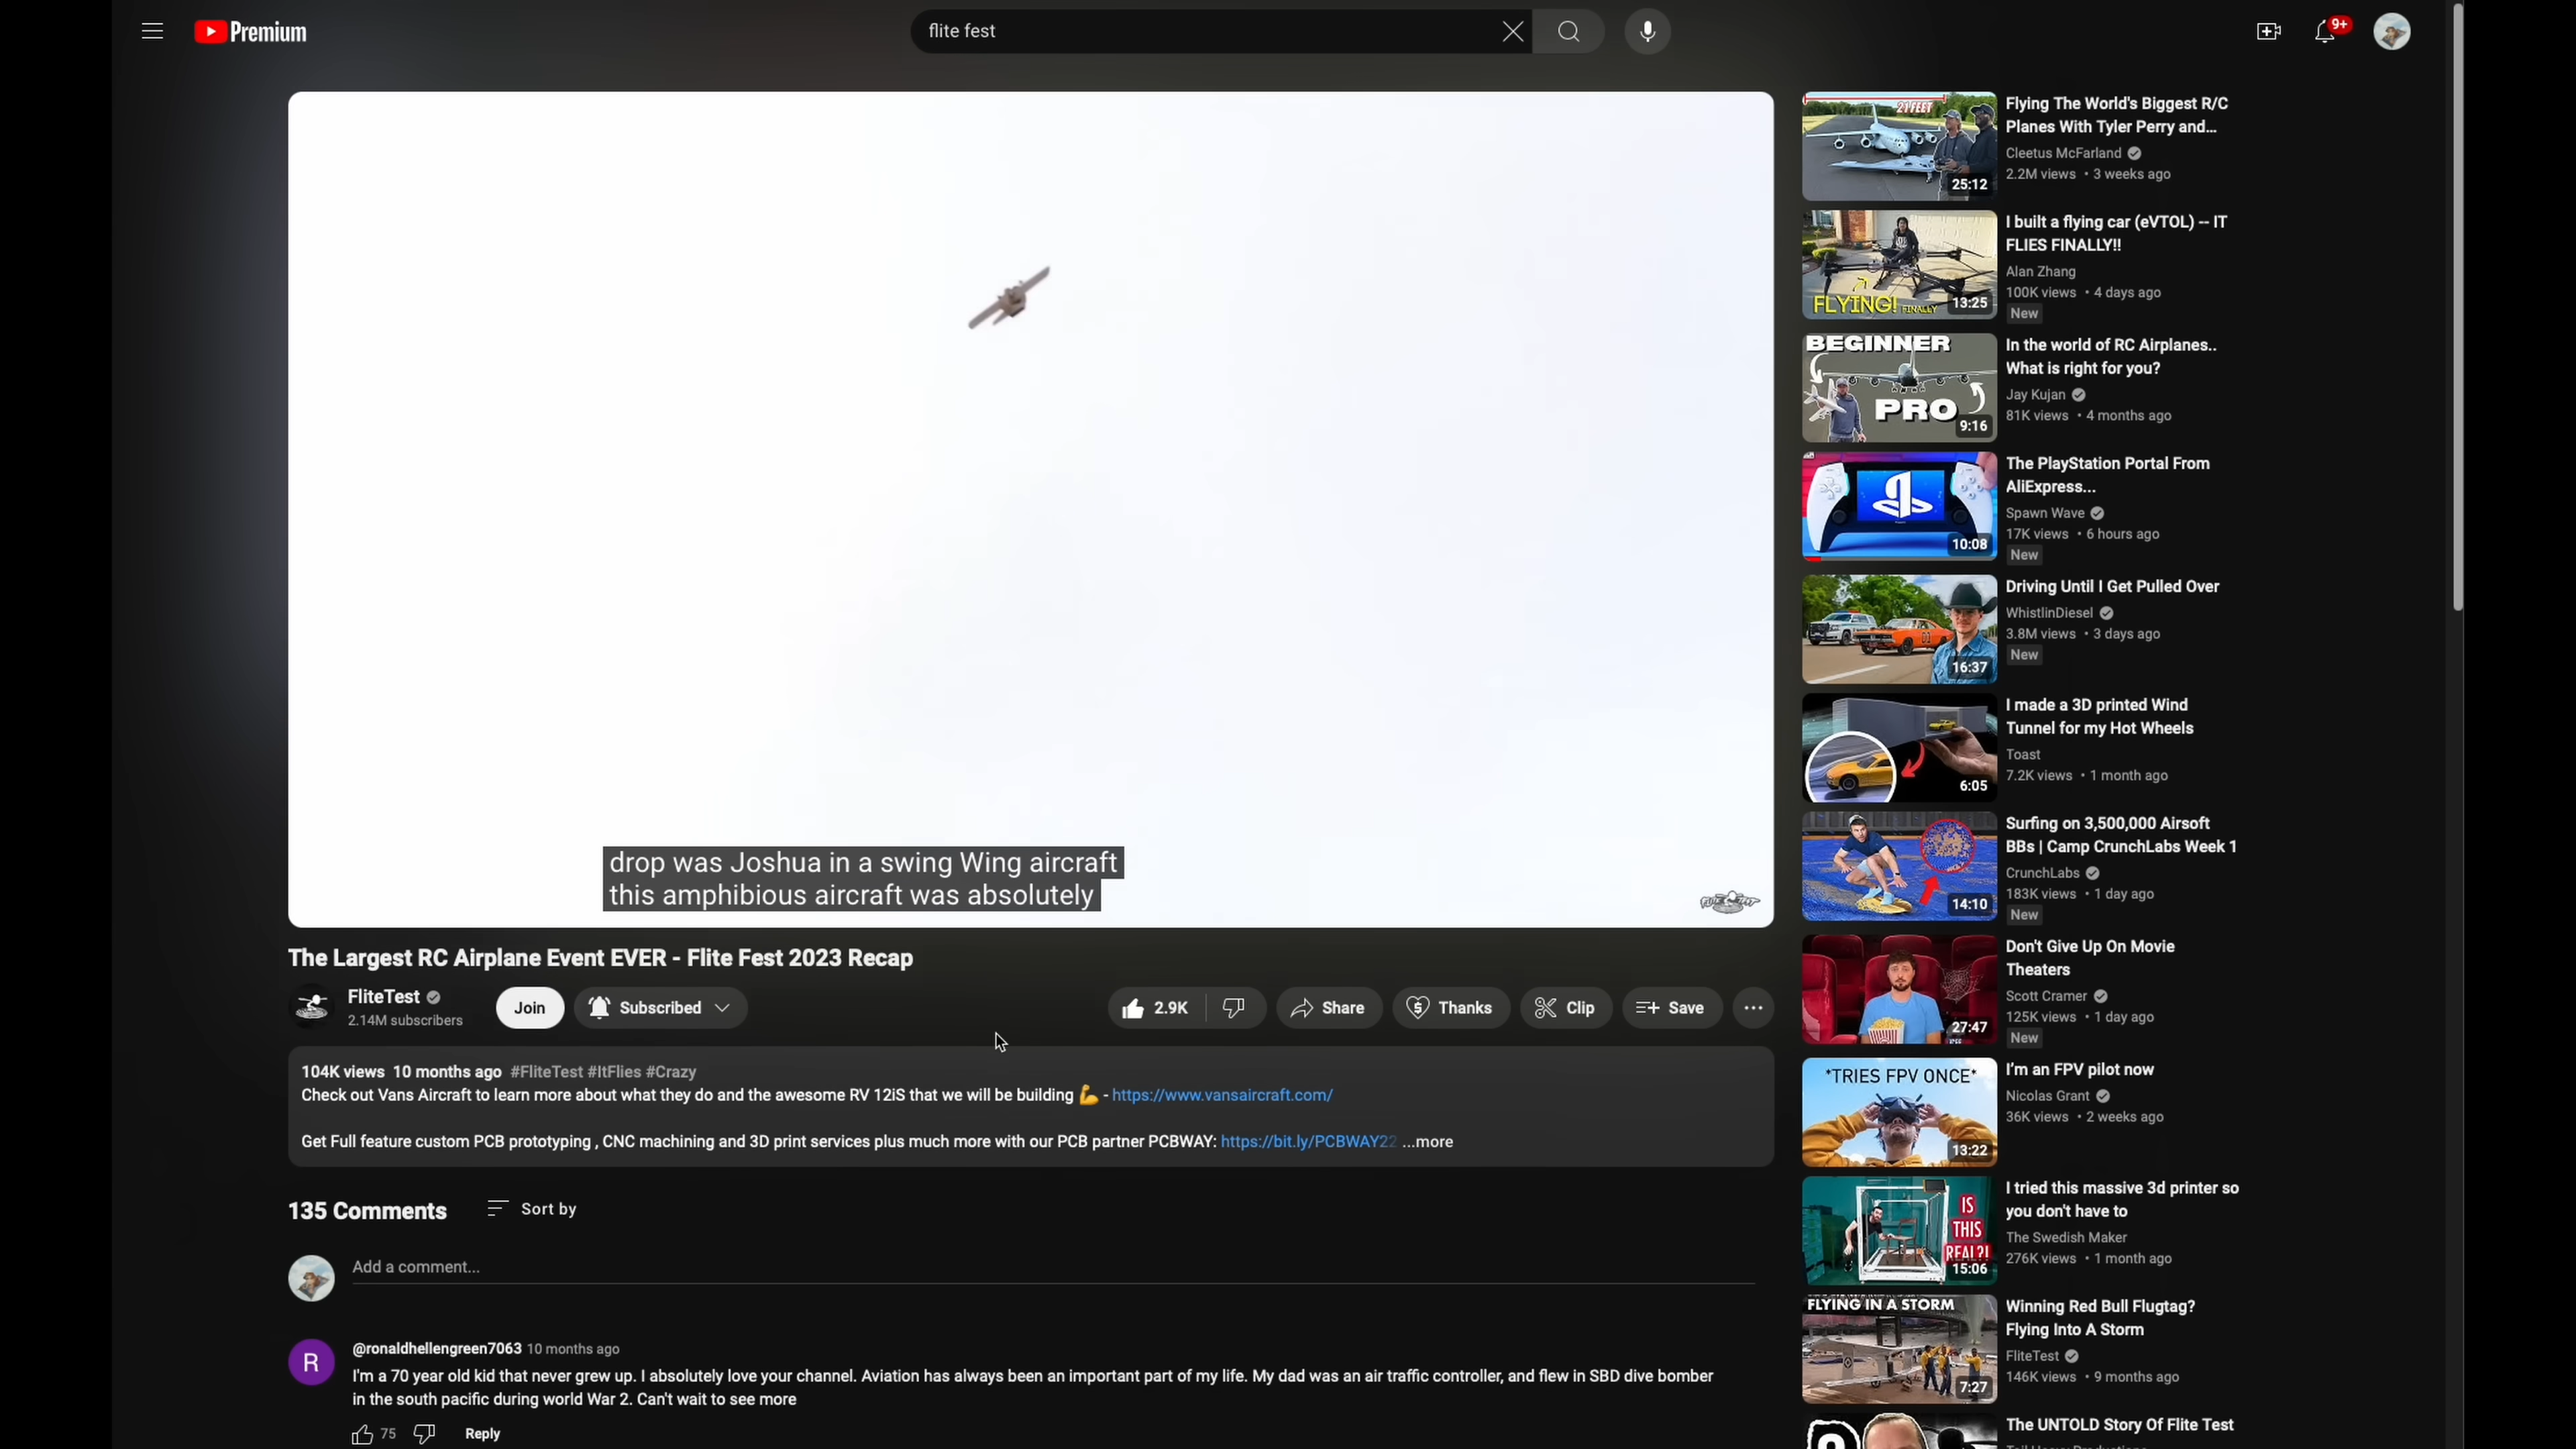 Premium
flite fest
9+
drop was Joshua in a swing Wing aircraft
this amphibious aircraft was absolutely
FLITE TEST
The Largest RC Airplane Event EVER - Flite Fest 2023 Recap
FliteTest
2.14M subscribers
Join
Subscribed
2.9K
Share
Thanks
Clip
Save
104K views 10 months ago #FliteTest #ItFlies #Crazy
Check out Vans Aircraft to learn more about what they do and the awesome RV 12iS that we will be building 💪 - https://www.vansaircraft.com/
Get Full feature custom PCB prototyping , CNC machining and 3D print services plus much more with our PCB partner PCBWAY: https://bit.ly/PCBWAY22 ...more
135 Comments
Sort by
Add a comment...
R
@ronaldhellengreen7063 10 months ago
I'm a 70 year old kid that never grew up. I absolutely love your channel. Aviation has always been an important part of my life. My dad was an air traffic controller, and flew in SBD dive bomber
in the south pacific during world War 2. Can't wait to see more
75
Reply
21 FEET
25:12
Flying The World's Biggest R/C
Planes With Tyler Perry and...
Cleetus McFarland
2.2M views • 3 weeks ago
FLYING! FINALLY
13:25
I built a flying car (eVTOL) -- IT
FLIES FINALLY!!
Alan Zhang
100K views • 4 days ago
New
BEGINNER
PRO
9:16
In the world of RC Airplanes..
What is right for you?
Jay Kujan
81K views • 4 months ago
10:08
The PlayStation Portal From
AliExpress...
Spawn Wave
17K views • 6 hours ago
New
16:37
Driving Until I Get Pulled Over
WhistlinDiesel
3.8M views • 3 days ago
New
6:05
I made a 3D printed Wind
Tunnel for my Hot Wheels
Toast
7.2K views • 1 month ago
14:10
Surfing on 3,500,000 Airsoft
BBs | Camp CrunchLabs Week 1
CrunchLabs
183K views • 1 day ago
New
27:47
Don't Give Up On Movie
Theaters
Scott Cramer
125K views • 1 day ago
New
*TRIES FPV ONCE*
13:22
I'm an FPV pilot now
Nicolas Grant
36K views • 2 weeks ago
IS
THIS
REAL?!
15:06
I tried this massive 3d printer so
you don't have to
The Swedish Maker
276K views • 1 month ago
FLYING IN A STORM
7:27
Winning Red Bull Flugtag?
Flying Into A Storm
FliteTest
146K views • 9 months ago
The UNTOLD Story Of Flite Test